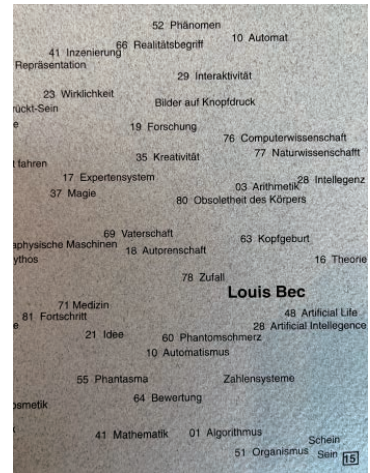 52 Phänomen
10 Automat
66 Realitätsbegriff
41 Inzenierung
Repräsentation
29 Interaktivität
23 Wirklichkeit
Bilder auf Knopfdruck
rückt-Sein
e
19 Forschung
76 Computerwissenschaft
77 Naturwissenschafft
35 Kreativität
t fahren
17 Expertensystem
28 Intellegenz
03 Arithmetik
37 Magie
80 Obsoletheit des Körpers
69 Vaterschaft
63 Kopfgeburt
aphysische Maschinen
18 Autorenschaft
ythos
16 Theorie
78 Zufall
Louis Bec
71 Medizin
48 Artificial Life
81 Fortschritt
28 Artificial Intellegence
e
21 Idee
60 Phantomschmerz
10 Automatismus
55 Phantasma
Zahlensysteme
64 Bewertung
osmetik
41 Mathematik
01 Algorithmus
Schein
51 Organismus
Sein
15